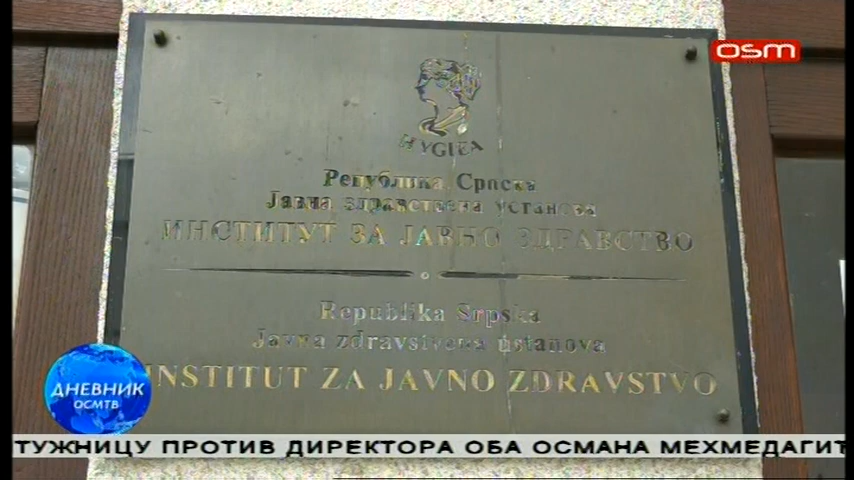 OSM
HYGIEA
Република Српска
Јавна здравствена установа
ИНСТИТУТ ЗА ЈАВНО ЗДРАВСТВО
Republika Srpska
Javna zdravstvena ustanova
INSTITUT ZA JAVNO ZDRAVSTVO
ДНЕВНИК
ОСМТВ
ТУЖНИЦУ ПРОТИВ ДИРЕКТОРА ОБА ОСМАНА МЕХМЕДАГИЋ